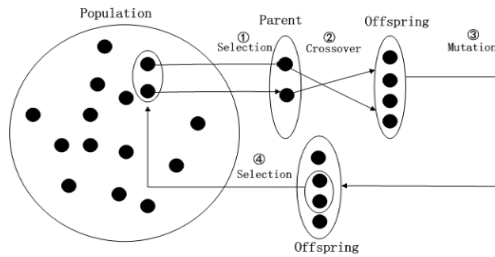 Population
① Selection
Parent
② Crossover
Offspring
③ Mutation
④ Selection
Offspring